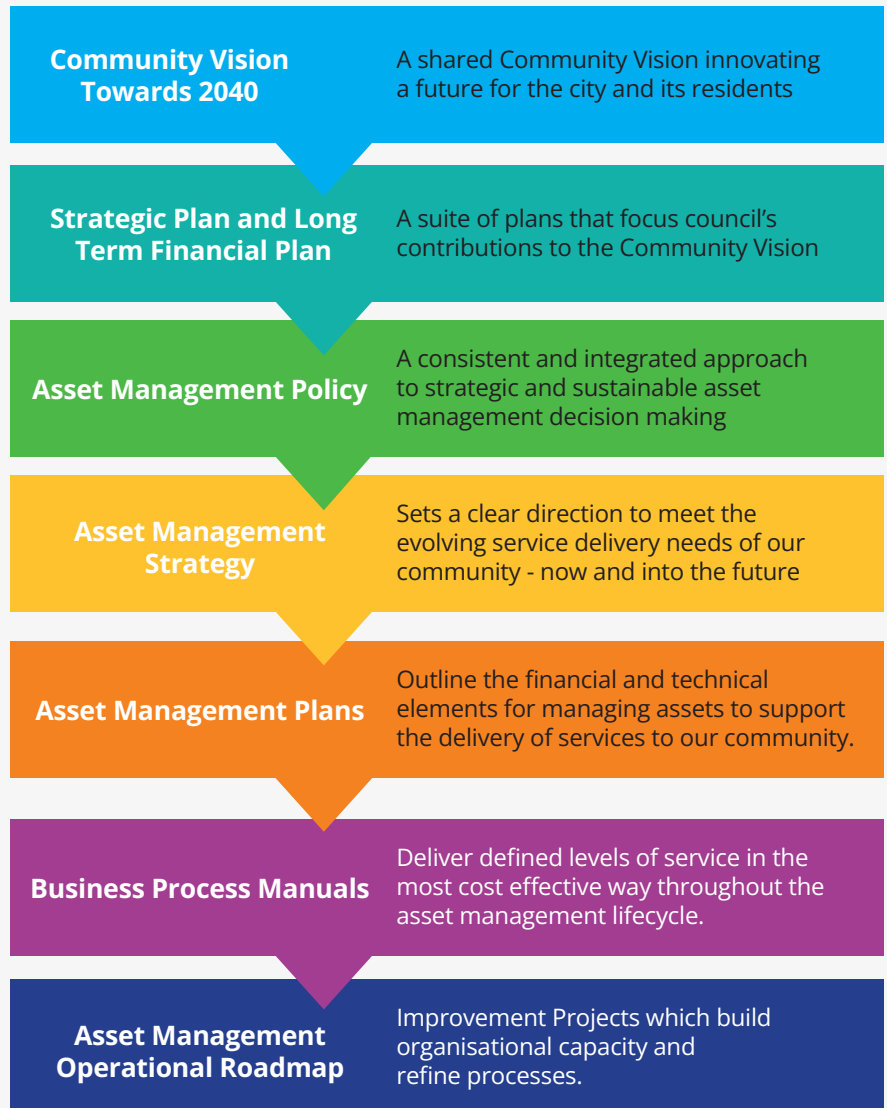 Community Vision
Towards 2040
A shared Community Vision innovating
a future for the city and its residents
Strategic Plan and Long
Term Financial Plan
A suite of plans that focus council’s
contributions to the Community Vision
Asset Management Policy
A consistent and integrated approach
to strategic and sustainable asset
management decision making
Asset Management
Strategy
Sets a clear direction to meet the
evolving service delivery needs of our
community - now and into the future
Asset Management Plans
Outline the financial and technical
elements for managing assets to support
the delivery of services to our community.
Business Process Manuals
Deliver defined levels of service in the
most cost effective way throughout the
asset management lifecycle.
Asset Management
Operational Roadmap
Improvement Projects which build
organisational capacity and
refine processes.